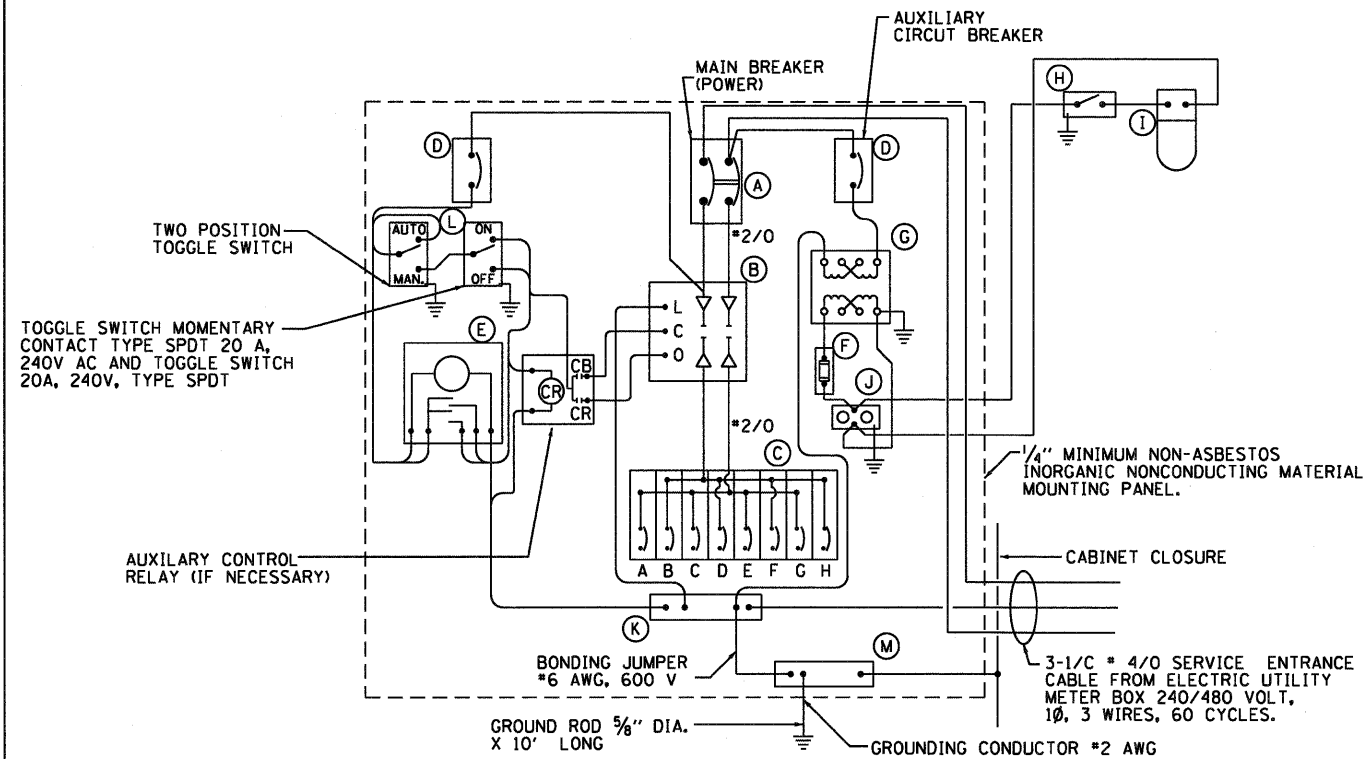 AUXILIARY
CIRCUT BREAKER
MAIN BREAKER
(POWER)
H
I
D
A
D
TWO POSITION
TOGGLE SWITCH
L
AUTO
MAN.
ON
OFF
#2/0
G
B
L
C
O
TOGGLE SWITCH MOMENTARY
CONTACT TYPE SPDT 20 A,
240V AC AND TOGGLE SWITCH
20A, 240V, TYPE SPDT
E
CB
CR
CR
F
J
#2/0
C
1/4" MINIMUM NON-ASBESTOS
INORGANIC NONCONDUCTING MATERIAL
MOUNTING PANEL.
AUXILARY CONTROL
RELAY (IF NECESSARY)
A B C D E F G H
CABINET CLOSURE
K
M
BONDING JUMPER
#6 AWG, 600 V
3-1/C # 4/0 SERVICE ENTRANCE
CABLE FROM ELECTRIC UTILITY
METER BOX 240/480 VOLT,
1Ø, 3 WIRES, 60 CYCLES.
GROUND ROD 5/8" DIA.
X 10' LONG
GROUNDING CONDUCTOR #2 AWG